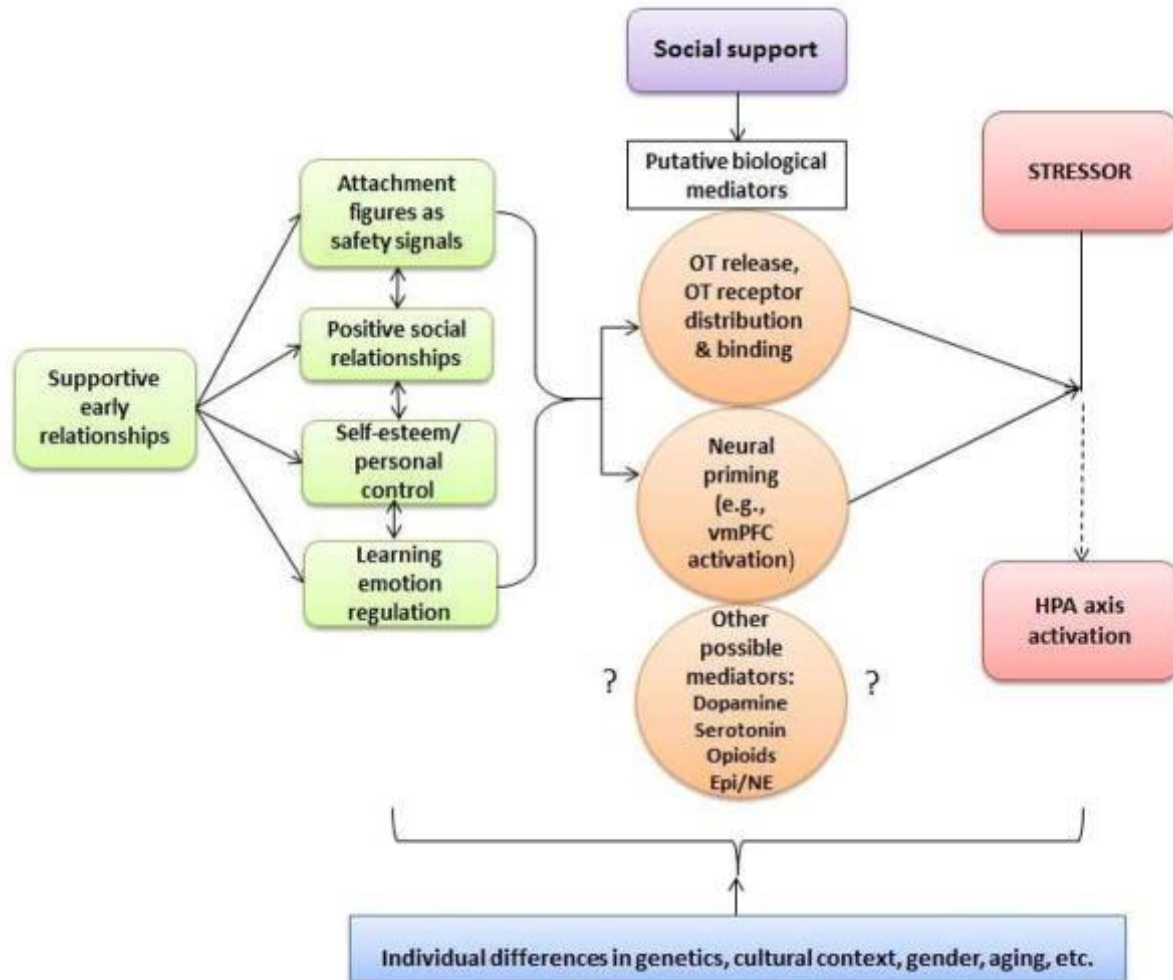 Social support
Putative biological
mediators
STRESSOR
Attachment
figures as
safety signals
Positive social
relationships
Self-esteem/
personal
control
Learning
emotion
regulation
Supportive
early
relationships
OT release,
OT receptor
distribution
& binding
Neural
priming
(e.g.,
vmPFC
activation)
Other
possible
mediators:
Dopamine
Serotonin
Opioids
Epi/NE
?
?
HPA axis
activation
Individual differences in genetics, cultural context, gender, aging, etc.